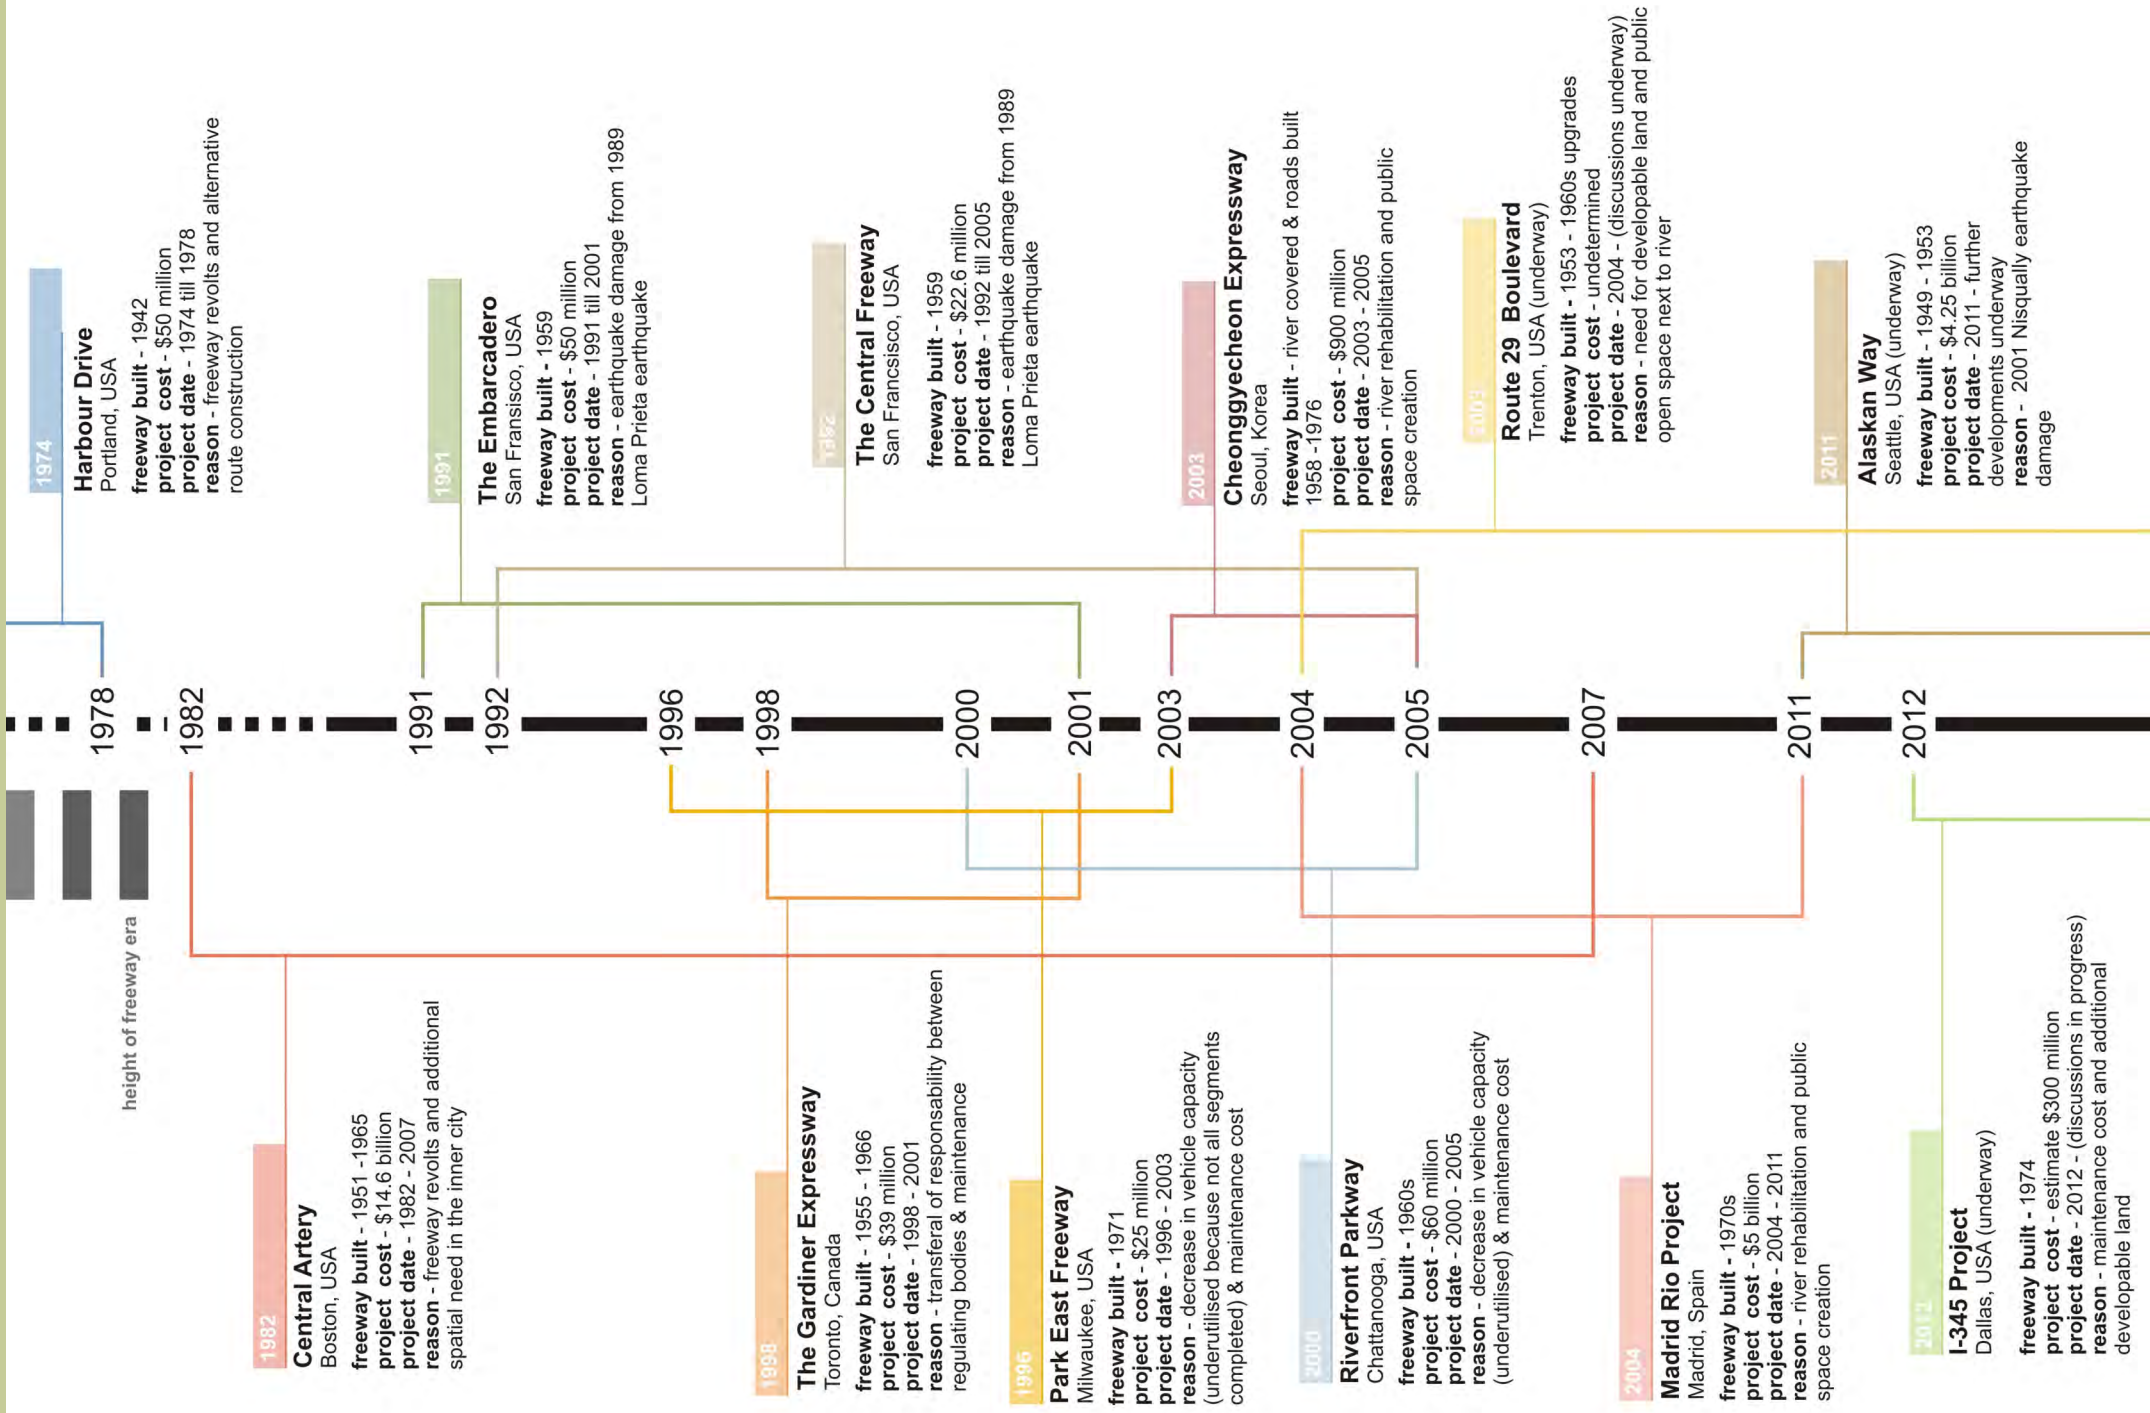 1974
Harbour Drive
Portland, USA
freeway built - 1942
project cost - $50 million
project date - 1974 till 1978
reason - freeway revolts and alternative
route construction
1991
The Embarcadero
San Fransisco, USA
freeway built - 1959
project cost - $50 million
project date - 1991 till 2001
reason - earthquake damage from 1989
Loma Prieta earthquake
1992
The Central Freeway
San Francsisco, USA
freeway built - 1959
project cost - $22.6 million
project date - 1992 till 2005
reason - earthquake damage from 1989
Loma Prieta earthquake
2003
Cheonggyecheon Expressway
Seoul, Korea
freeway built - river covered & roads built
1958 -1976
project cost - $900 million
project date - 2003 - 2005
reason - river rehabilitation and public
space creation
Route 29 Boulevard
Trenton, USA (underway)
freeway built - 1953 - 1960s upgrades
project cost - undetermined
project date - 2004 - (discussions underway)
reason - need for developable land and public
open space next to river
2011
Alaskan Way
Seattle, USA (underway)
freeway built - 1949 - 1953
project cost - $4.25 billion
project date - 2011 - further
developments underway
reason - 2001 Nisqually earthquake
damage
1978
1982
1991
1992
1996
1998
2000
2001
2003
2004
2005
2007
2011
2012
height of freeway era
1982
Central Artery
Boston, USA
freeway built - 1951 -1965
project cost - $14.6 billion
project date - 1982 - 2007
reason - freeway revolts and additional
spatial need in the inner city
1998
The Gardiner Expressway
Toronto, Canada
freeway built - 1955 - 1966
project cost - $39 million
project date - 1998 - 2001
reason - transferal of responsability between
regulating bodies & maintenance
1996
Park East Freeway
Milwaukee, USA
freeway built - 1971
project cost - $25 million
project date - 1996 - 2003
reason - decrease in vehicle capacity
(underutilised because not all segments
completed) & maintenance cost
2000
Riverfront Parkway
Chattanooga, USA
freeway built - 1960s
project cost - $60 million
project date - 2000 - 2005
reason - decrease in vehicle capacity
(underutilised) & maintenance cost
2004
Madrid Rio Project
Madrid, Spain
freeway built - 1970s
project cost - $5 billion
project date - 2004 - 2011
reason - river rehabilitation and public
space creation
2012
I-345 Project
Dallas, USA (underway)
freeway built - 1974
project cost - estimate $300 million
project date - 2012 - (discussions in progress)
reason - maintenance cost and additional
developable land